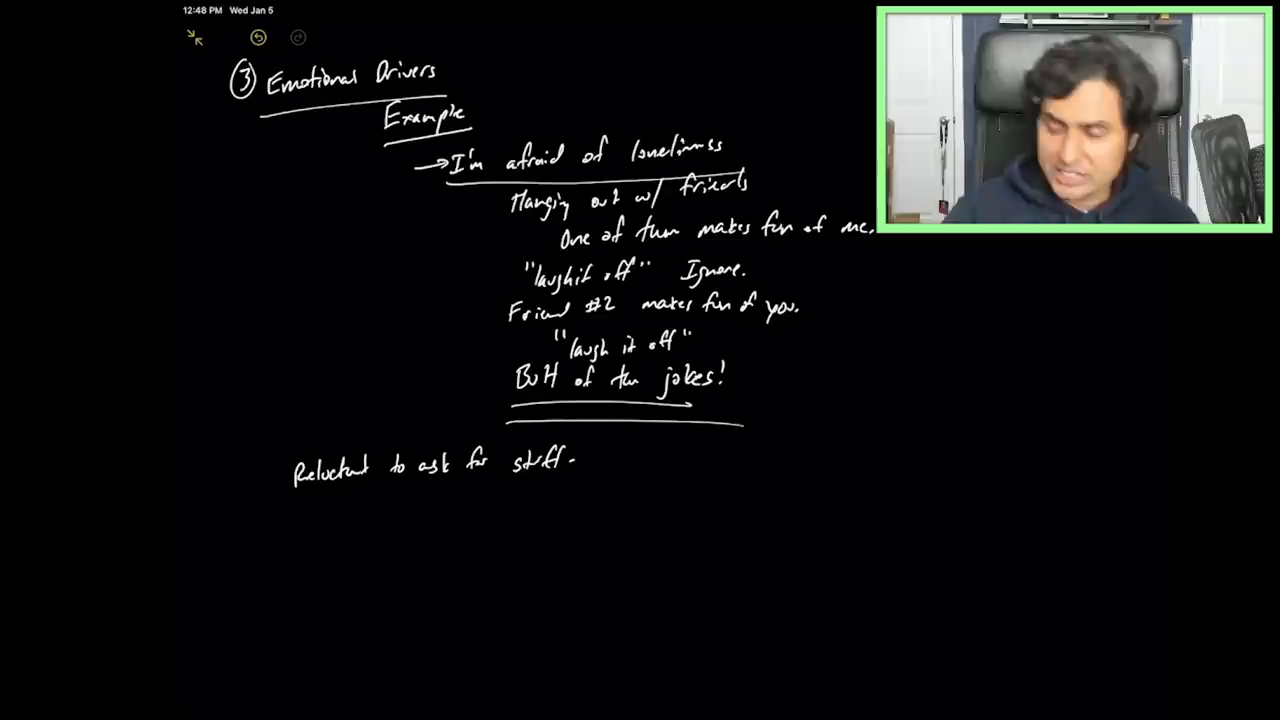 12:48 PM Wed Jan 5
③ Emotional Drivers
Example
→ I'm afraid of loneliness
Hanging out w/ friends
One of them makes fun of me.
"laugh it off" Ignore.
Friend #2 makes fun of you.
"laugh it off"
Butt of the jokes!
Reluctant to ask for stuff.